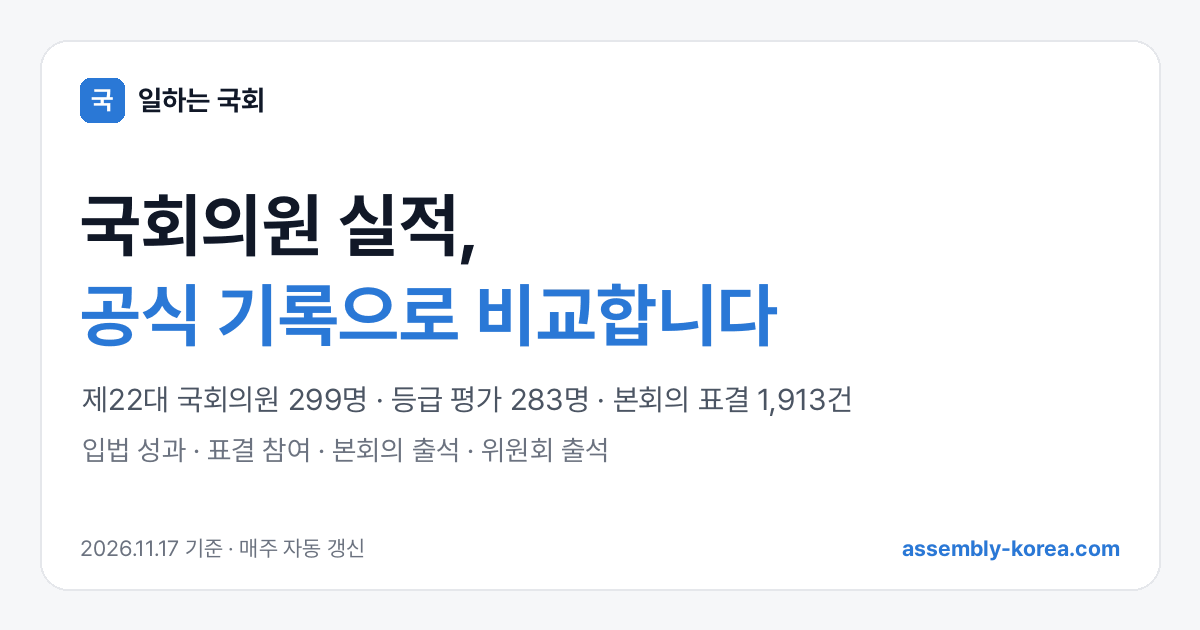 국 일하는 국회
국회의원 실적,
공식 기록으로 비교합니다
제22대 국회의원 299명 · 등급 평가 283명 · 본회의 표결 1,913건
입법 성과 · 표결 참여 · 본회의 출석 · 위원회 출석
2026.11.17 기준 · 매주 자동 갱신
assembly-korea.com